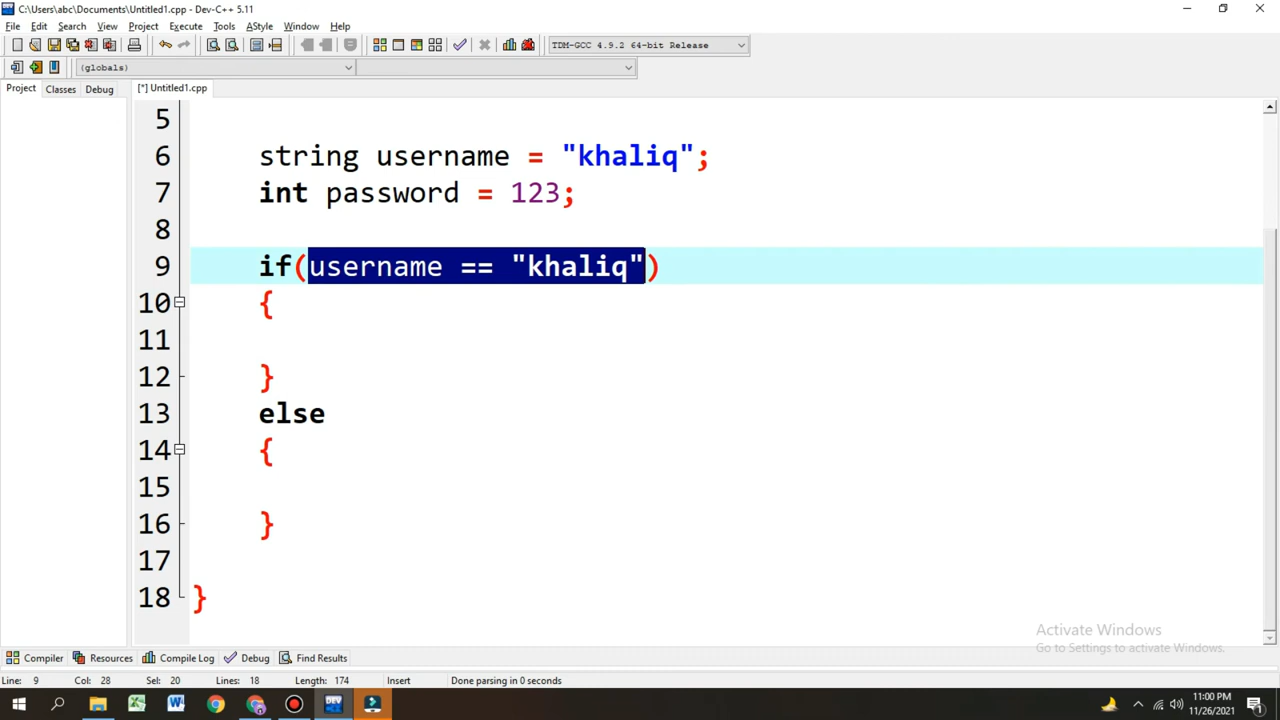 C:\Users\abc\Documents\Untitled1.cpp - Dev-C++ 5.11
File Edit Search View Project Execute Tools AStyle Window Help
TDM-GCC 4.9.2 64-bit Release
(globals)
Project Classes Debug [*] Untitled1.cpp
5
6 string username = "khaliq";
7 int password = 123;
8
9 if(username == "khaliq")
10 {
11
12 }
13 else
14 {
15
16 }
17
18 }
Activate Windows
Go to Settings to activate Windows.
Compiler Resources Compile Log Debug Find Results
Line: 9 Col: 28 Sel: 20 Lines: 18 Length: 174 Insert Done parsing in 0 seconds
11:00 PM
11/26/2021